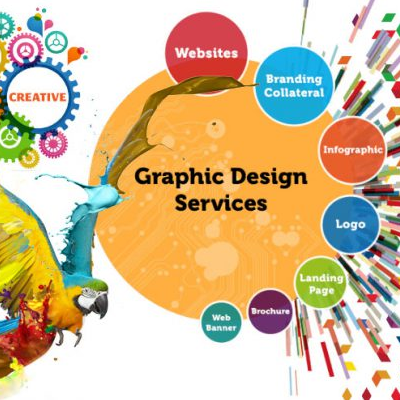 Websites
Branding
Collateral
CREATIVE
Infographic
Graphic Design
Services
Logo
Landing
Page
Brochure
Web
Banner